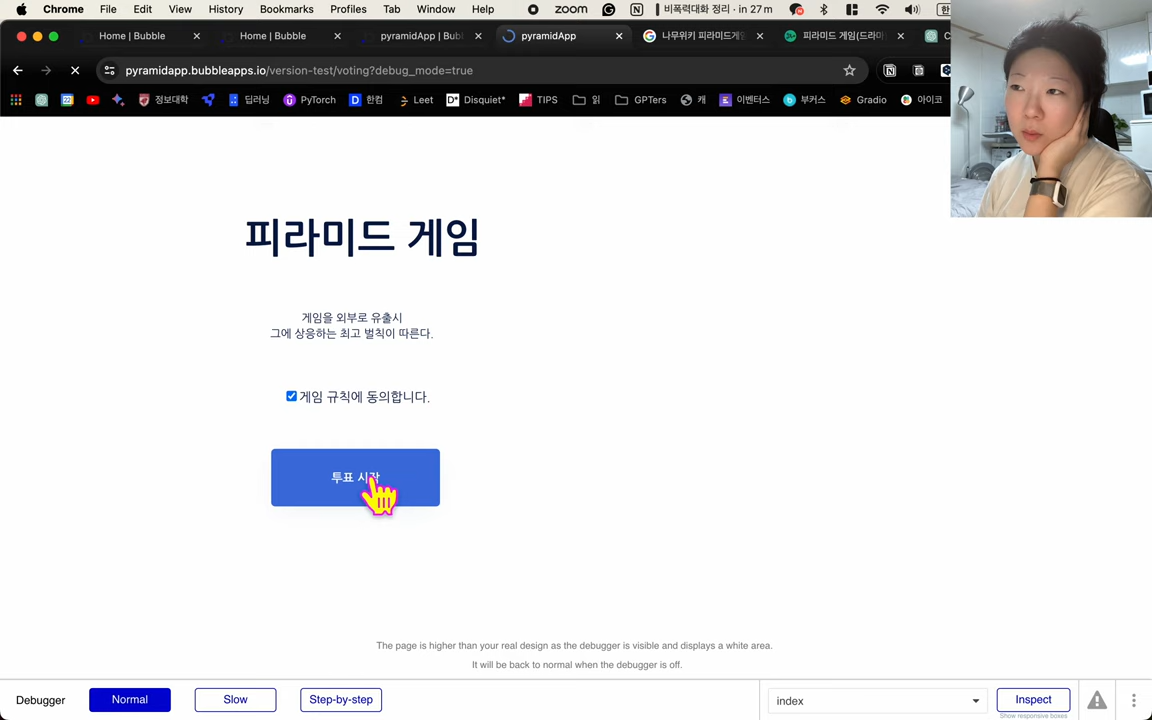 Chrome File Edit View History Bookmarks Profiles Tab Window Help zoom 비폭력대화 정리 · in 27 m
Home | Bubble Home | Bubble pyramidApp | Bub pyramidApp 나무위키 피라미드게임 피라미드 게임(드라마
pyramidapp.bubbleapps.io/version-test/voting?debug_mode=true
정보대학 딥러닝 PyTorch 한컴 Leet Disquiet* TIPS 읽 GPTers 캐 이벤터스 부커스 Gradio 아이코
피라미드 게임
게임을 외부로 유출시
그에 상응하는 최고 벌칙이 따른다.
게임 규칙에 동의합니다.
투표 시작
The page is higher than your real design as the debugger is visible and displays a white area.
It will be back to normal when the debugger is off.
Debugger Normal Slow Step-by-step index Inspect
Show responsive boxes